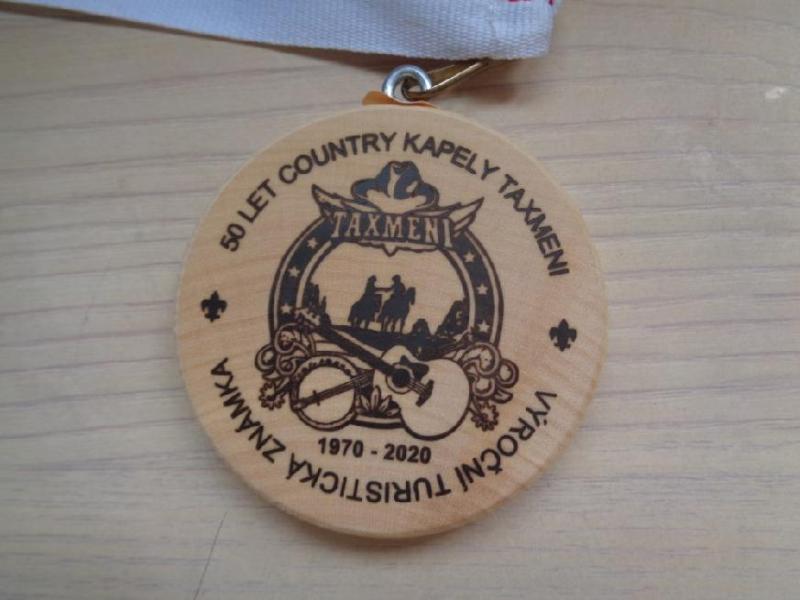 50 LET COUNTRY KAPELY TAXMENI
TAXMENI
1970 - 2020
VÝROČNÍ TURISTICKÁ ZNÁMKA